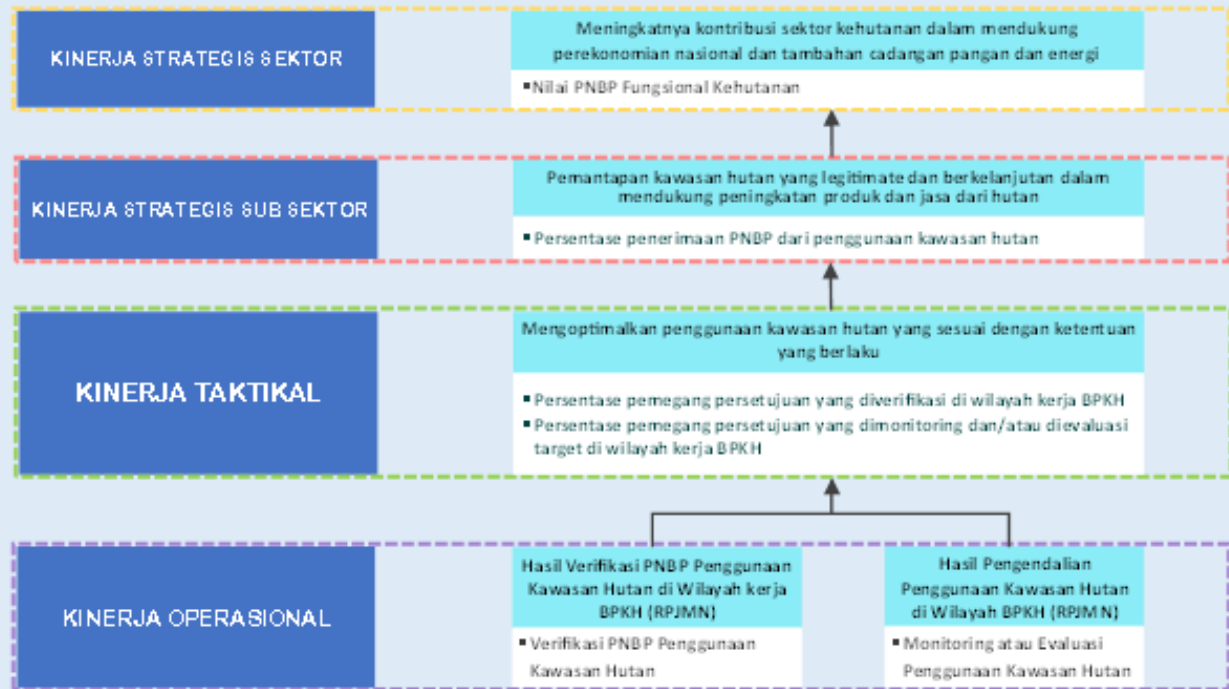 KINERJA STRATEGIS SEKTOR
Meningkatnya kontribusi sektor kehutanan dalam mendukung
perekonomian nasional dan tambahan cadangan pangan dan energi
▪Nilai PNBP Fungsional Kehutanan
KINERJA STRATEGIS SUB SEKTOR
Pemantapan kawasan hutan yang legitimate dan berkelanjutan dalam
mendukung peningkatan produk dan jasa dari hutan
▪ Persentase penerimaan PNBP dari penggunaan kawasan hutan
KINERJA TAKTIKAL
Mengoptimalkan penggunaan kawasan hutan yang sesuai dengan ketentuan
yang berlaku
▪ Persentase pemegang persetujuan yang diverifikasi di wilayah kerja BPKH
▪ Persentase pemegang persetujuan yang dimonitoring dan/atau dievaluasi
target di wilayah kerja BPKH
KINERJA OPERASIONAL
Hasil Verifikasi PNBP Penggunaan
Kawasan Hutan di Wilayah kerja
BPKH (RPJMN)
▪ Verifikasi PNBP Penggunaan
Kawasan Hutan
Hasil Pengendalian
Penggunaan Kawasan Hutan
di Wilayah BPKH (RPJMN)
▪ Monitoring atau Evaluasi
Penggunaan Kawasan Hutan